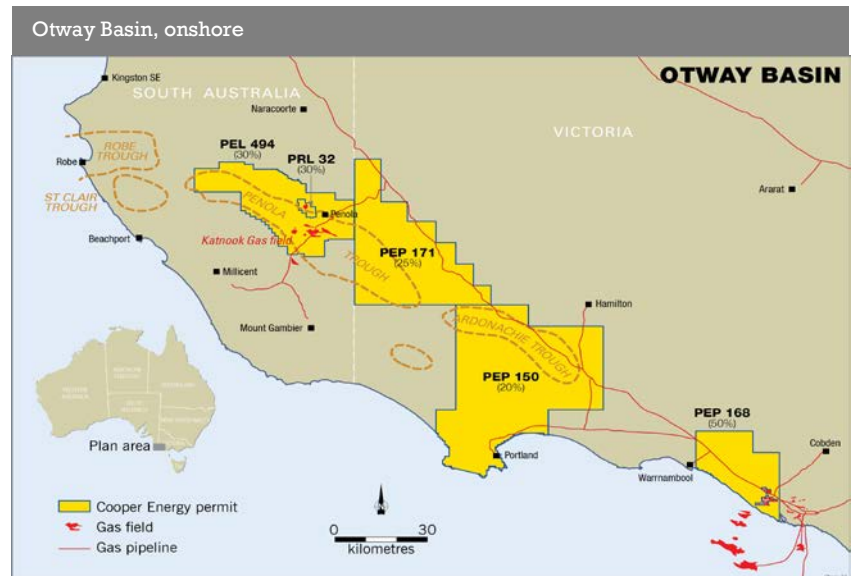 Otway Basin, onshore
OTWAY BASIN
Kingston SE
SOUTH AUSTRALIA
Naracoorte
VICTORIA
PEL 494
(30%)
PRL 32
(30%)
ROBE
TROUGH
Robe
ST CLAIR
TROUGH
PENOLA
TROUGH
Penola
Ararat
Beachport
Katnook Gas field
PEP 171
(25%)
Millicent
Mount Gambier
Hamilton
ARDONACHIE TROUGH
PEP 150
(20%)
PEP 168
(50%)
Cobden
Portland
Warrnambool
Plan area
Cooper Energy permit
Gas field
Gas pipeline
0 30
kilometres